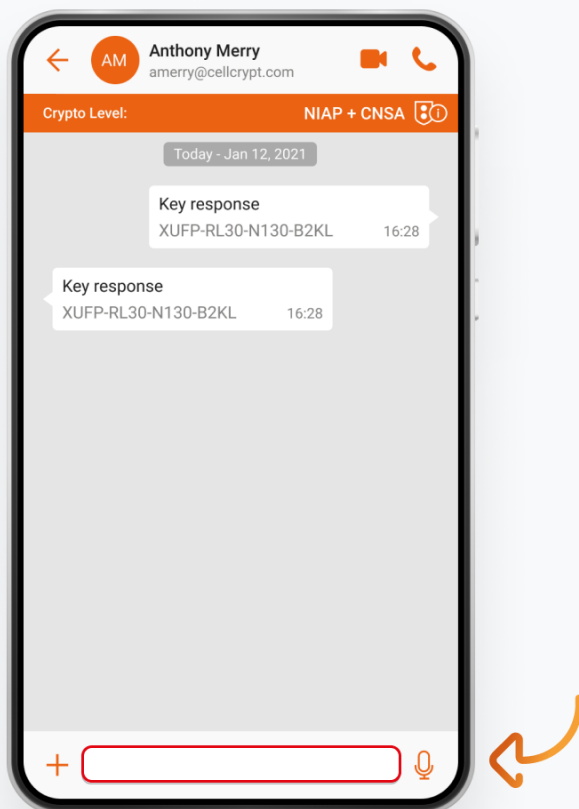 AM
Anthony Merry
amerry@cellcrypt.com
Crypto Level:
NIAP + CNSA
Today - Jan 12, 2021
Key response
XUFP-RL30-N130-B2KL 16:28
Key response
XUFP-RL30-N130-B2KL 16:28